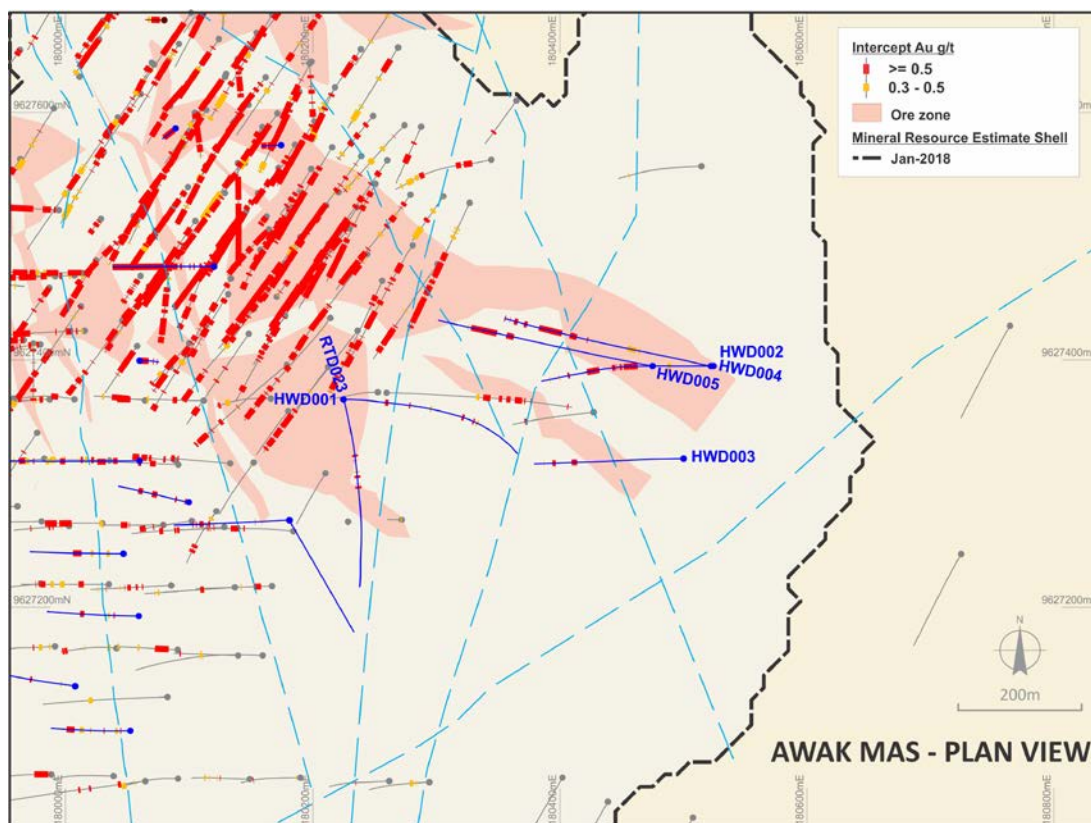 180000mE
180200mE
180400mE
180600mE
Intercept Au g/t
>= 0.5
0.3 - 0.5
Ore zone
Mineral Resource Estimate Shell
Jan-2018
9627600mN
9627400mN
RTD023
HWD001
HWD002
HWD004
HWD005
HWD003
9627400m
9627200mN
9627200m
N
200m
AWAK MAS - PLAN VIEW
180000mE
180200mE
180400mE
180600mE
180800mE